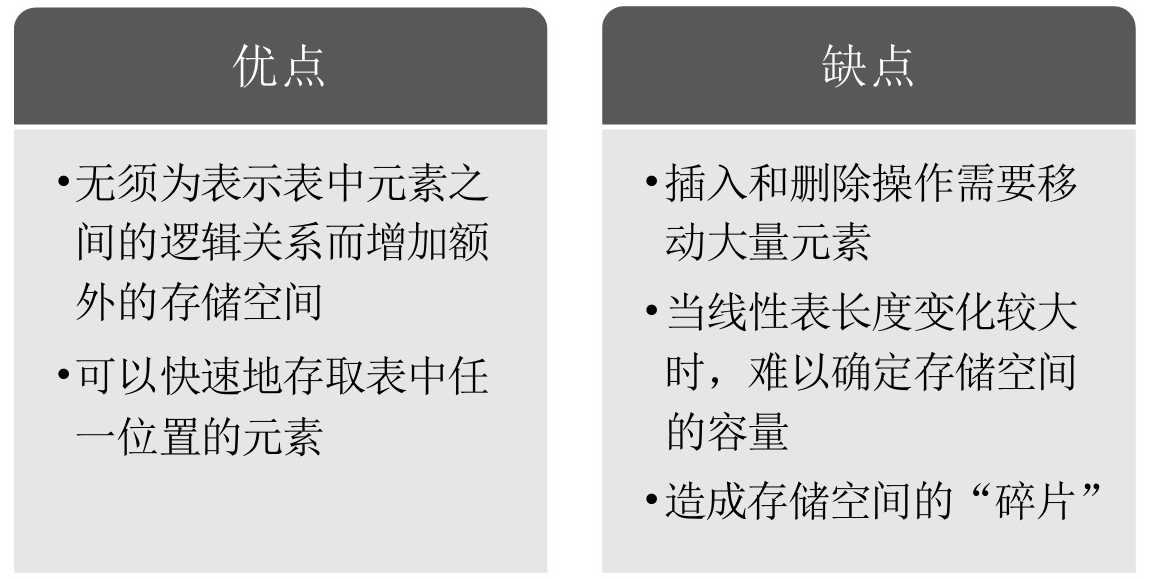 优点
•无须为表示表中元素之
间的逻辑关系而增加额
外的存储空间
•可以快速地存取表中任
一位置的元素
缺点
•插入和删除操作需要移
动大量元素
•当线性表长度变化较大
时，难以确定存储空间
的容量
•造成存储空间的“碎片”